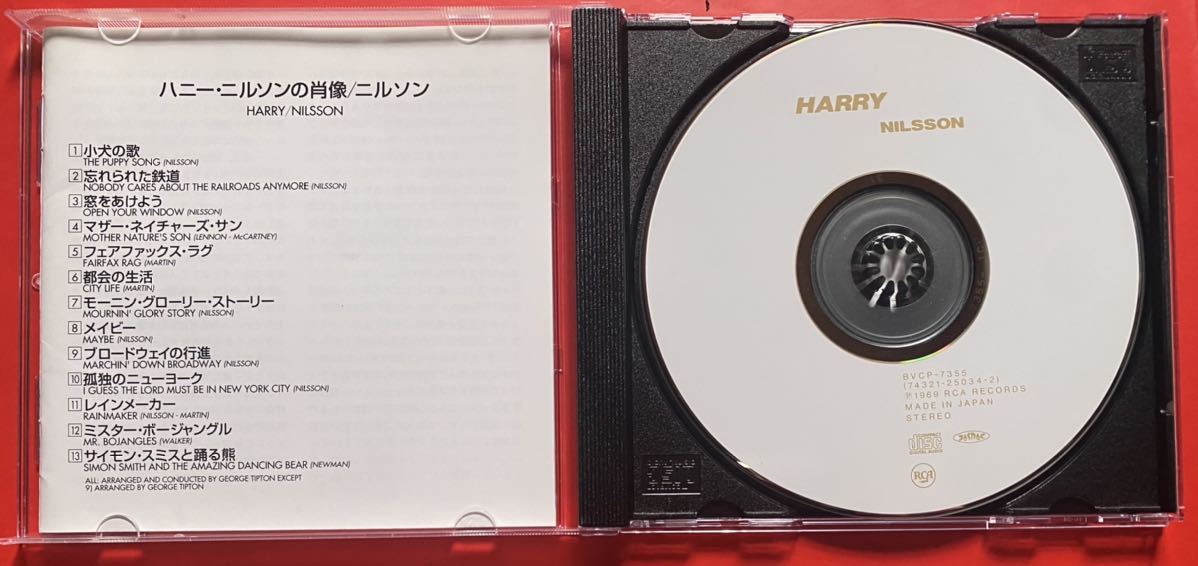 ハニー・ニルソンの肖像/ニルソン
HARRY/NILSSON
1 小犬の歌
THE PUPPY SONG (NILSSON)
2 忘れられた鉄道
NOBODY CARES ABOUT THE RAILROADS ANYMORE (NILSSON)
3 窓をあけよう
OPEN YOUR WINDOW (NILSSON)
4 マザー・ネイチャーズ・サン
MOTHER NATURE'S SON (LENNON - McCARTNEY)
5 フェアファックス・ラグ
FAIRFAX RAG (MARTIN)
6 都会の生活
CITY LIFE (MARTIN)
7 モーニン・グローリー・ストーリー
MOURNIN' GLORY STORY (NILSSON)
8 メイビー
MAYBE (NILSSON)
9 ブロードウェイの行進
MARCHIN' DOWN BROADWAY (NILSSON)
10 孤独のニューヨーク
I GUESS THE LORD MUST BE IN NEW YORK CITY (NILSSON)
11 レインメーカー
RAINMAKER (NILSSON - MARTIN)
12 ミスター・ボージャングル
MR. BOJANGLES (WALKER)
13 サイモン・スミスと踊る熊
SIMON SMITH AND THE AMAZING DANCING BEAR (NEWMAN)
ALL: ARRANGED AND CONDUCTED BY GEORGE TIPTON EXCEPT
9) ARRANGED BY GEORGE TIPTON
HARRY
NILSSON
BVCP-7355
(74321-25034-2)
℗1969 RCA RECORDS
MADE IN JAPAN
STEREO
COMPACT
disc
DIGITAL AUDIO
JASRAC
RCA